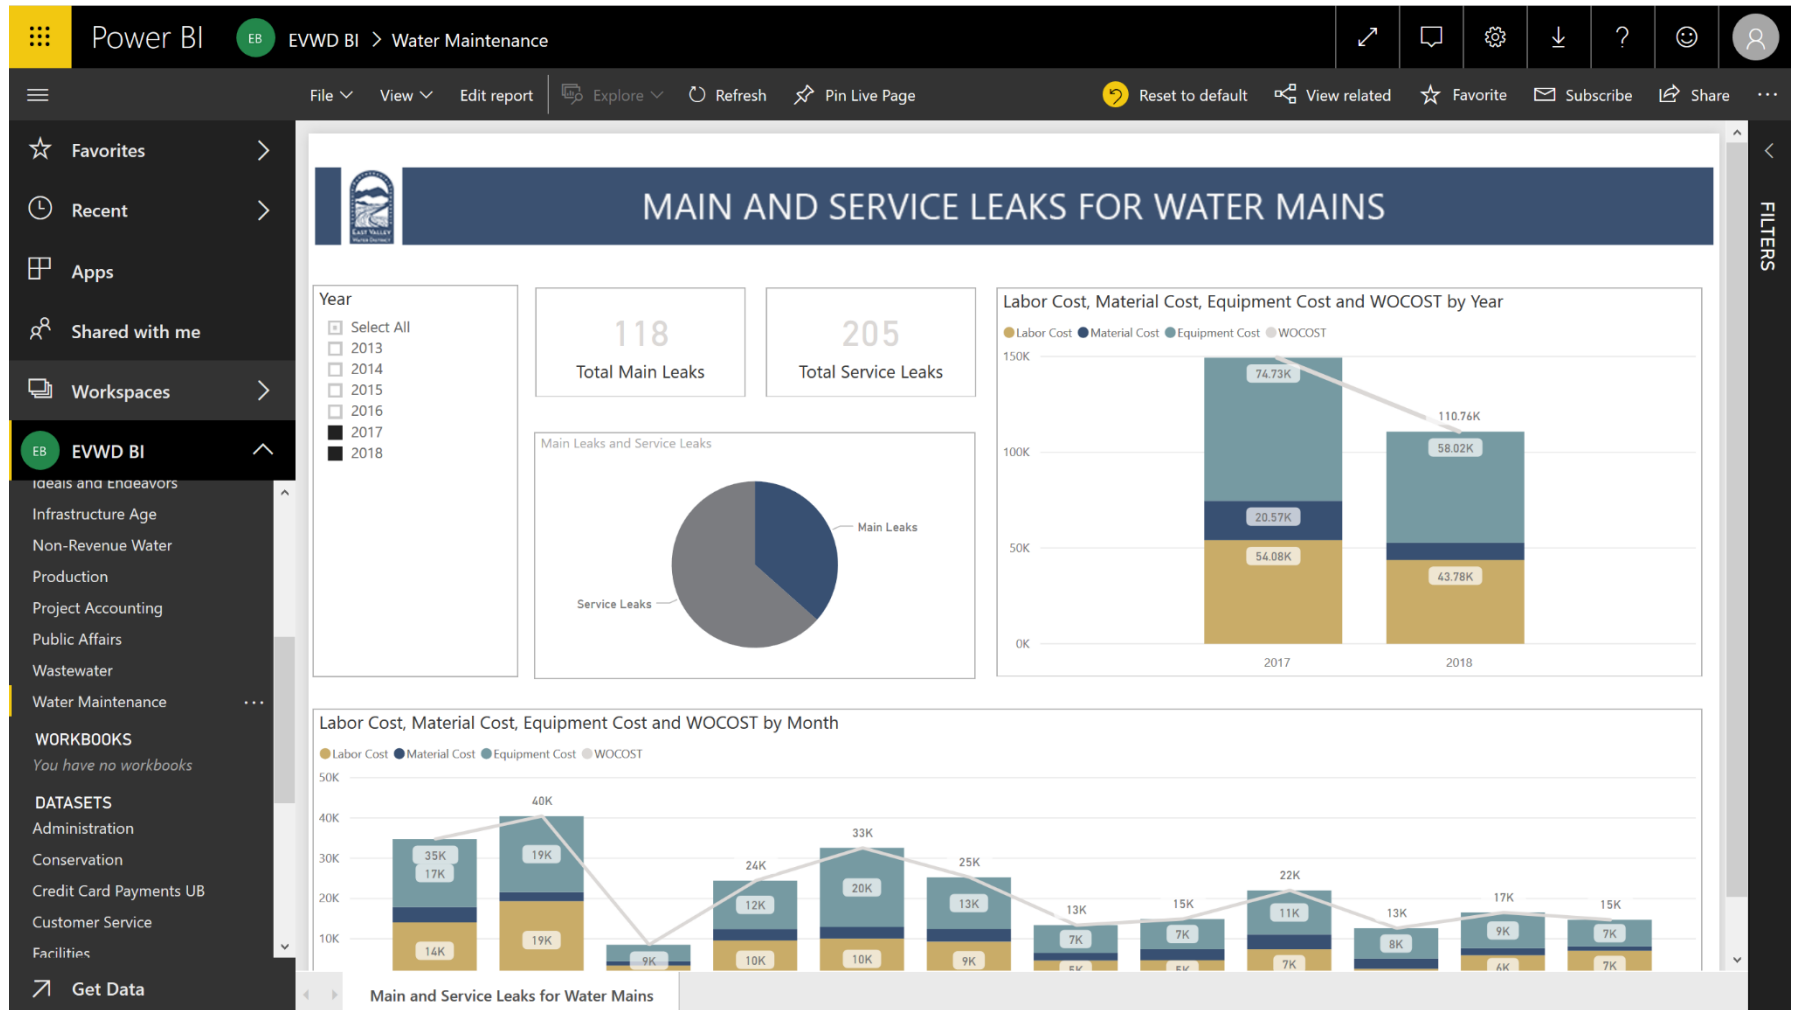 Power BI EB EVWD BI > Water Maintenance
File View Edit report Explore Refresh Pin Live Page Reset to default View related Favorite Subscribe Share
Favorites
Recent
Apps
Shared with me
Workspaces
EB EVWD BI
Ideals and Endeavors
Infrastructure Age
Non-Revenue Water
Production
Project Accounting
Public Affairs
Wastewater
Water Maintenance
WORKBOOKS
You have no workbooks
DATASETS
Administration
Conservation
Credit Card Payments UB
Customer Service
Facilities
Get Data
EAST VALLEY
WATER DISTRICT
MAIN AND SERVICE LEAKS FOR WATER MAINS
Year
Select All
2013
2014
2015
2016
2017
2018
118
Total Main Leaks
205
Total Service Leaks
Main Leaks and Service Leaks
Main Leaks
Service Leaks
Labor Cost, Material Cost, Equipment Cost and WOCOST by Year
Labor Cost Material Cost Equipment Cost WOCOST
150K
100K
50K
0K
74.73K
20.57K
54.08K
110.76K
58.02K
43.78K
2017 2018
Labor Cost, Material Cost, Equipment Cost and WOCOST by Month
Labor Cost Material Cost Equipment Cost WOCOST
50K
40K
30K
20K
10K
35K
17K
14K
40K
19K
19K
9K
24K
12K
10K
33K
20K
10K
25K
13K
9K
13K
7K
5K
15K
7K
5K
22K
11K
7K
13K
8K
17K
9K
6K
15K
7K
7K
Main and Service Leaks for Water Mains
FILTERS